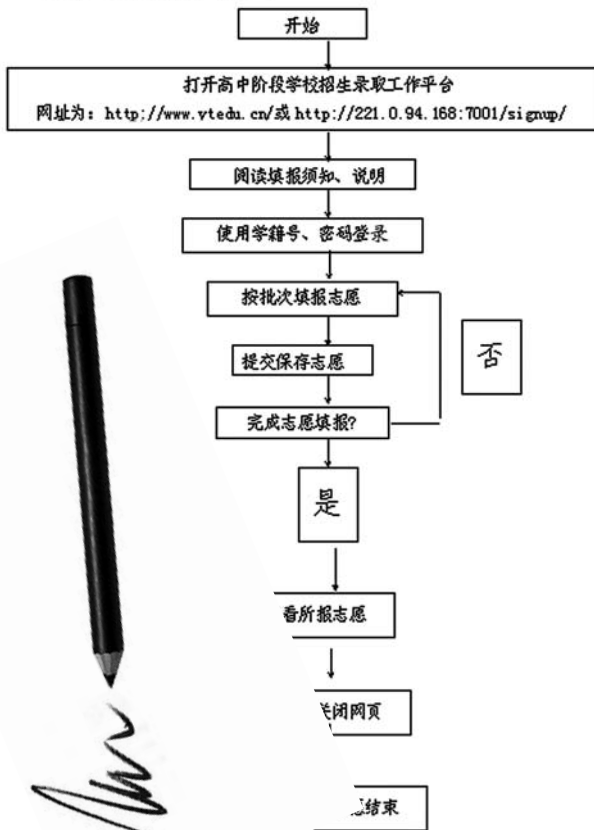 开始
打开高中阶段学校招生录取工作平台
网址为：http://www.ytedu.cn/或http://221.0.94.168:7001/signup/
阅读填报须知、说明
使用学籍号、密码登录
按批次填报志愿
提交保存志愿
否
完成志愿填报?
是
看所报志愿
关闭网页
结束